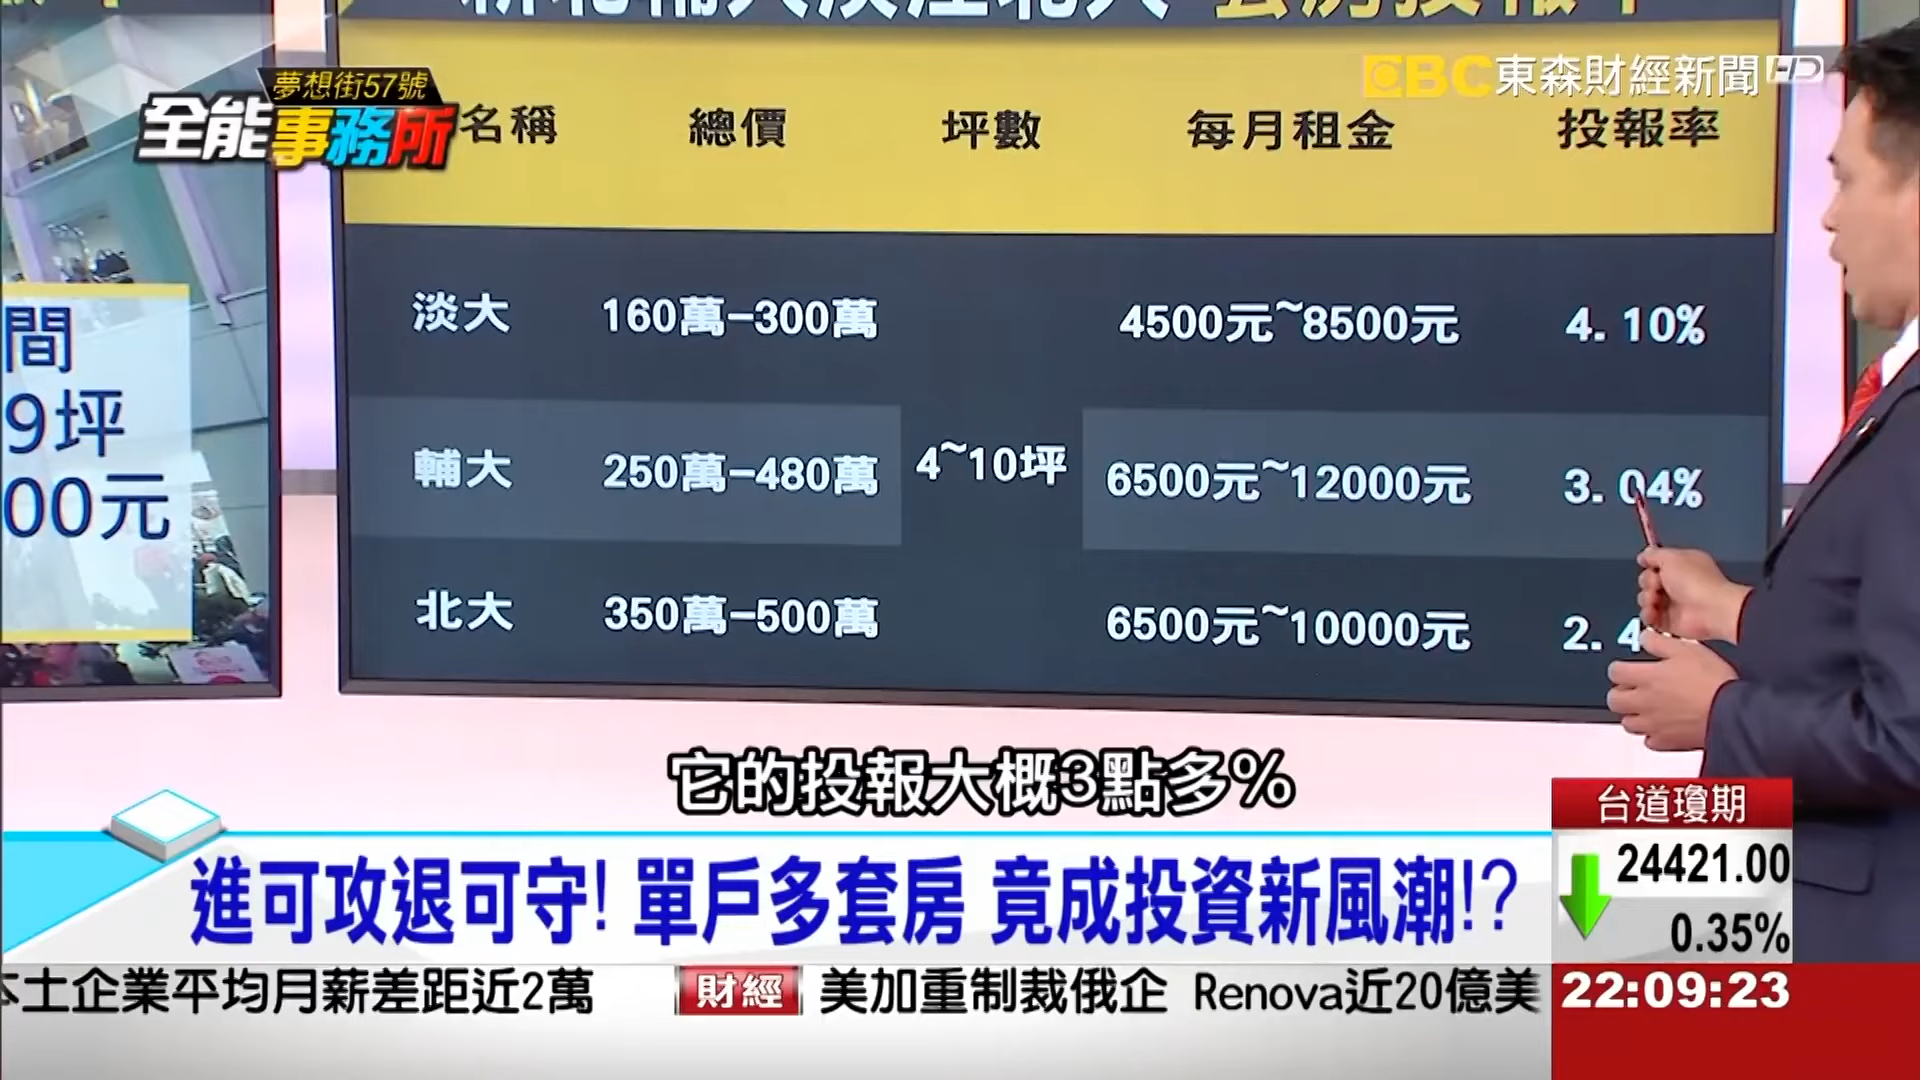 套房投報率
EBC東森財經新聞HD
夢想街57號
全能事務所
名稱 總價 坪數 每月租金 投報率
淡大 160萬-300萬 4500元~8500元 4.10%
輔大 250萬-480萬 4~10坪 6500元~12000元 3.04%
北大 350萬-500萬 6500元~10000元 2.4
間
9坪
00元
它的投報大概3點多%
進可攻退可守! 單戶多套房 竟成投資新風潮!?
台道瓊期
24421.00
0.35%
本土企業平均月薪差距近2萬 財經 美加重制裁俄企 Renova近20億美
22:09:23